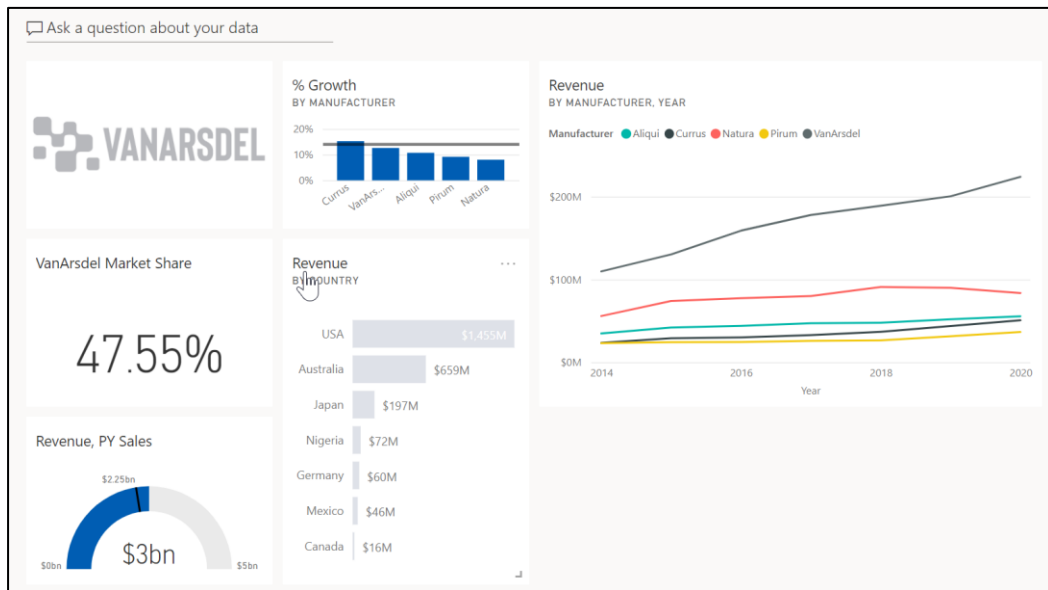 Ask a question about your data
VANARSDEL
% Growth
BY MANUFACTURER
20%
10%
0%
Currus
VanArs...
Aliqui
Pirum
Natura
Revenue
BY MANUFACTURER, YEAR
Manufacturer Aliqui Currus Natura Pirum VanArsdel
$200M
$100M
$0M
2014 2016 2018 2020
Year
VanArsdel Market Share
47.55%
Revenue
BY COUNTRY
...
USA $1,455M
Australia $659M
Japan $197M
Nigeria $72M
Germany $60M
Mexico $46M
Canada $16M
Revenue, PY Sales
$2.25bn
$3bn
$0bn $5bn